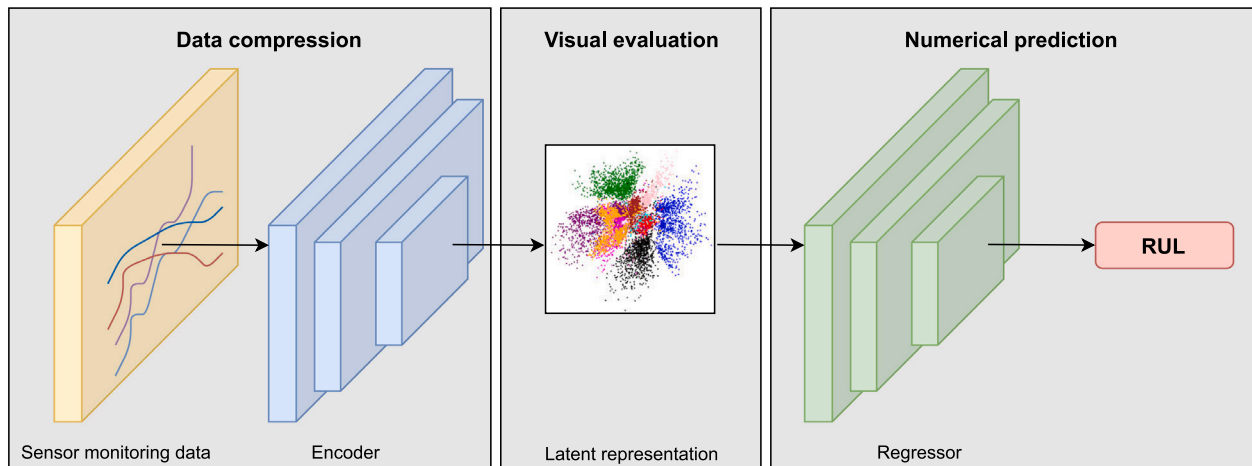 Data compression
Visual evaluation
Numerical prediction
RUL
Sensor monitoring data
Encoder
Latent representation
Regressor